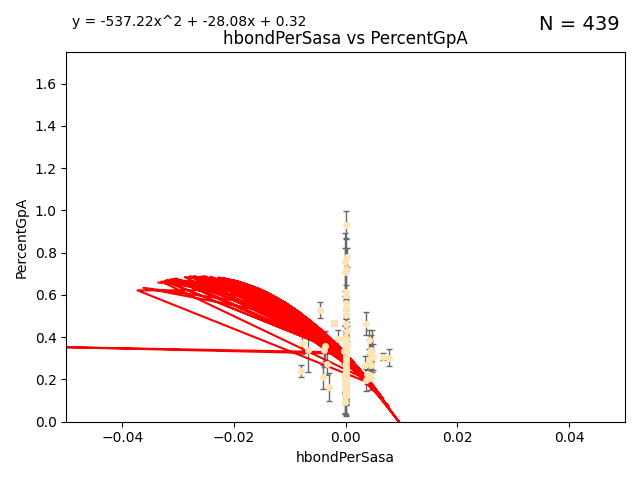 y = -537.22x^2 + -28.08x + 0.32
N = 439
hbondPerSasa vs PercentGpA
PercentGpA
1.6
1.4
1.2
1.0
0.8
0.6
0.4
0.2
0.0
−0.04 −0.02 0.00 0.02 0.04
hbondPerSasa